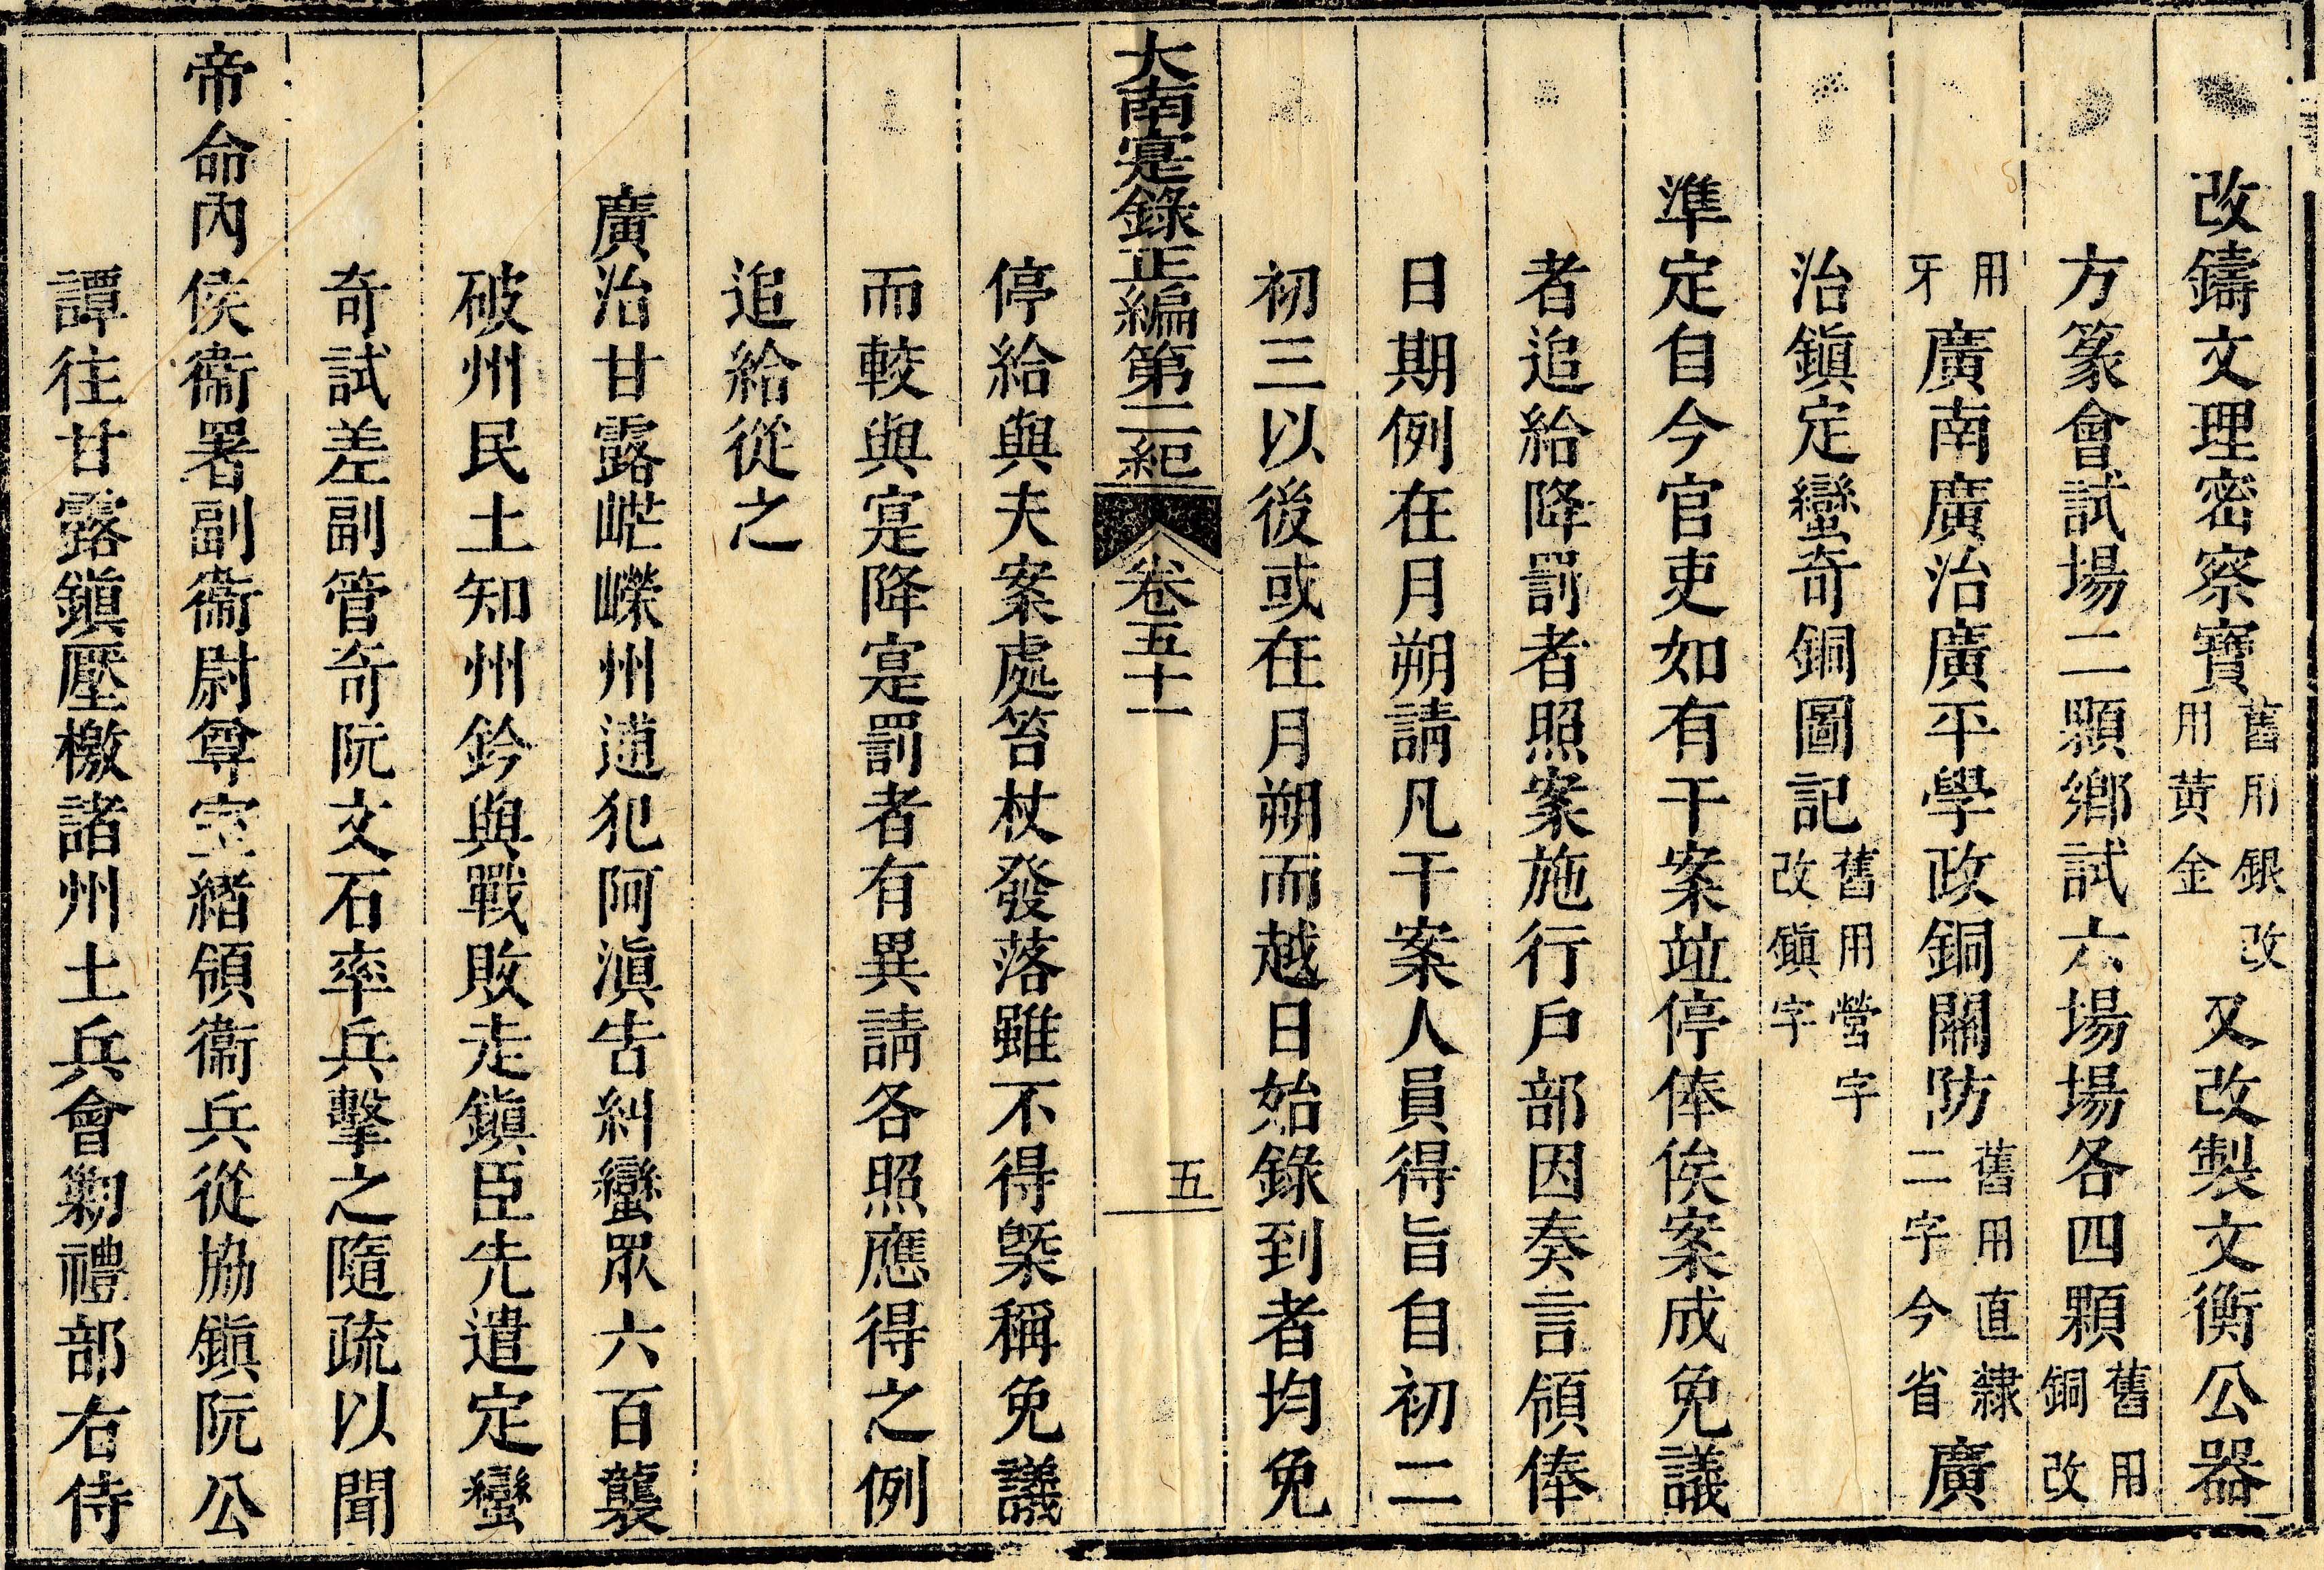 改鑄文理密察寶舊用銀改用黃金又改製文衡公器
方篆會試場二顆鄉試六場場各四顆舊用銅改
用牙廣南廣治廣平學政銅關防舊用直隸二字今省廣
治鎭定蠻奇銅圖記舊用營字改鎭字
準定自今官吏如有干案竝停俸俟案成免議
者追給降罰者照案施行戶部因奏言領俸
日期例在月朔請凡干案人員得旨自初二
初三以後或在月朔而越日始錄到者均免
大南寔錄正編第二紀 卷五十一 五
停給與夫案處笞杖發落雖不得槩稱免議
而較與寔降寔罰者有異請各照應得之例
追給從之
廣治甘露𡵆嶸州逋犯阿滇吿糾蠻眾六百襲
破州民土知州鈐與戰敗走鎭臣先遣定蠻
奇試差副管奇阮文石率兵擊之隨疏以聞
帝命內侯衞署副衞尉尊室緒領衞兵從協鎭阮公
譚往甘露鎭壓檄諸州土兵會勦禮部右侍